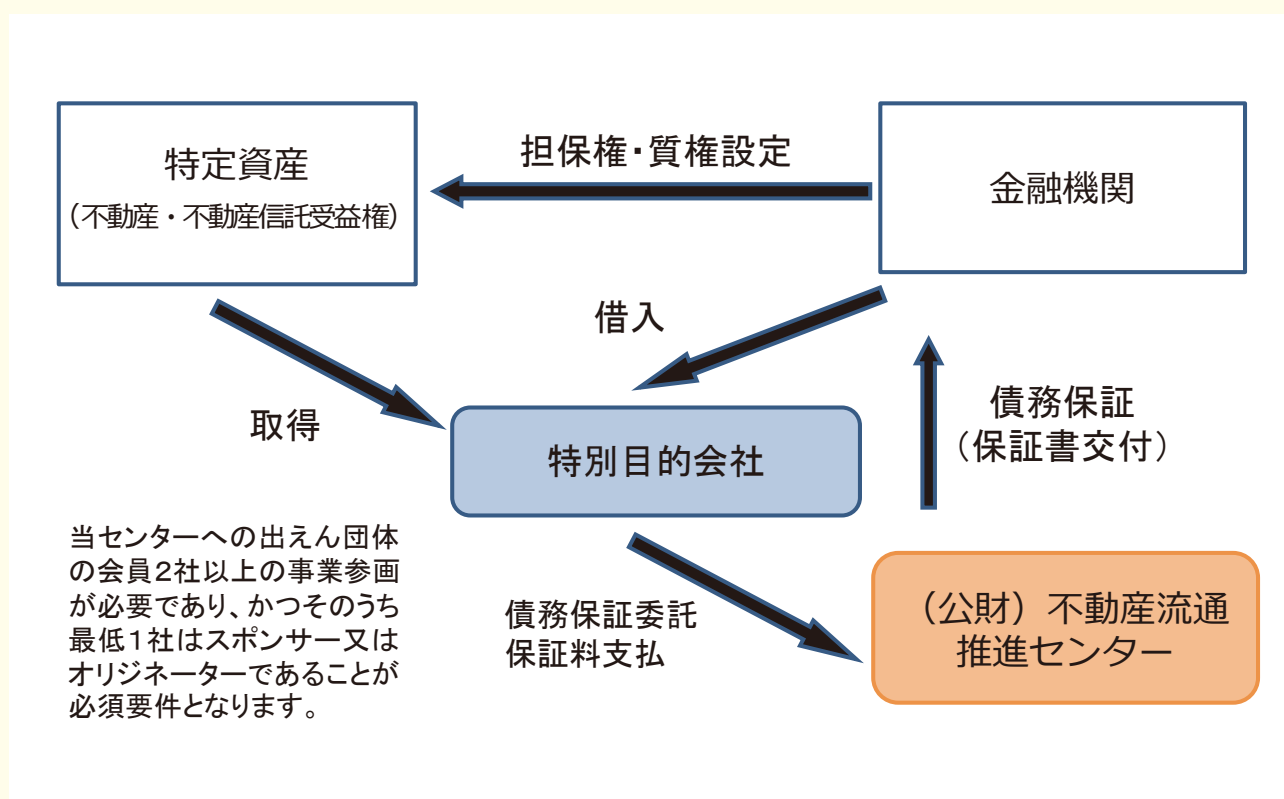 特定資産
（不動産・不動産信託受益権）
担保権・質権設定
金融機関
借入
取得
特別目的会社
債務保証
（保証書交付）
当センターへの出えん団体
の会員２社以上の事業参画
が必要であり、かつそのうち
最低１社はスポンサー又は
オリジネーターであることが
必須要件となります。
債務保証委託
保証料支払
（公財）不動産流通
推進センター